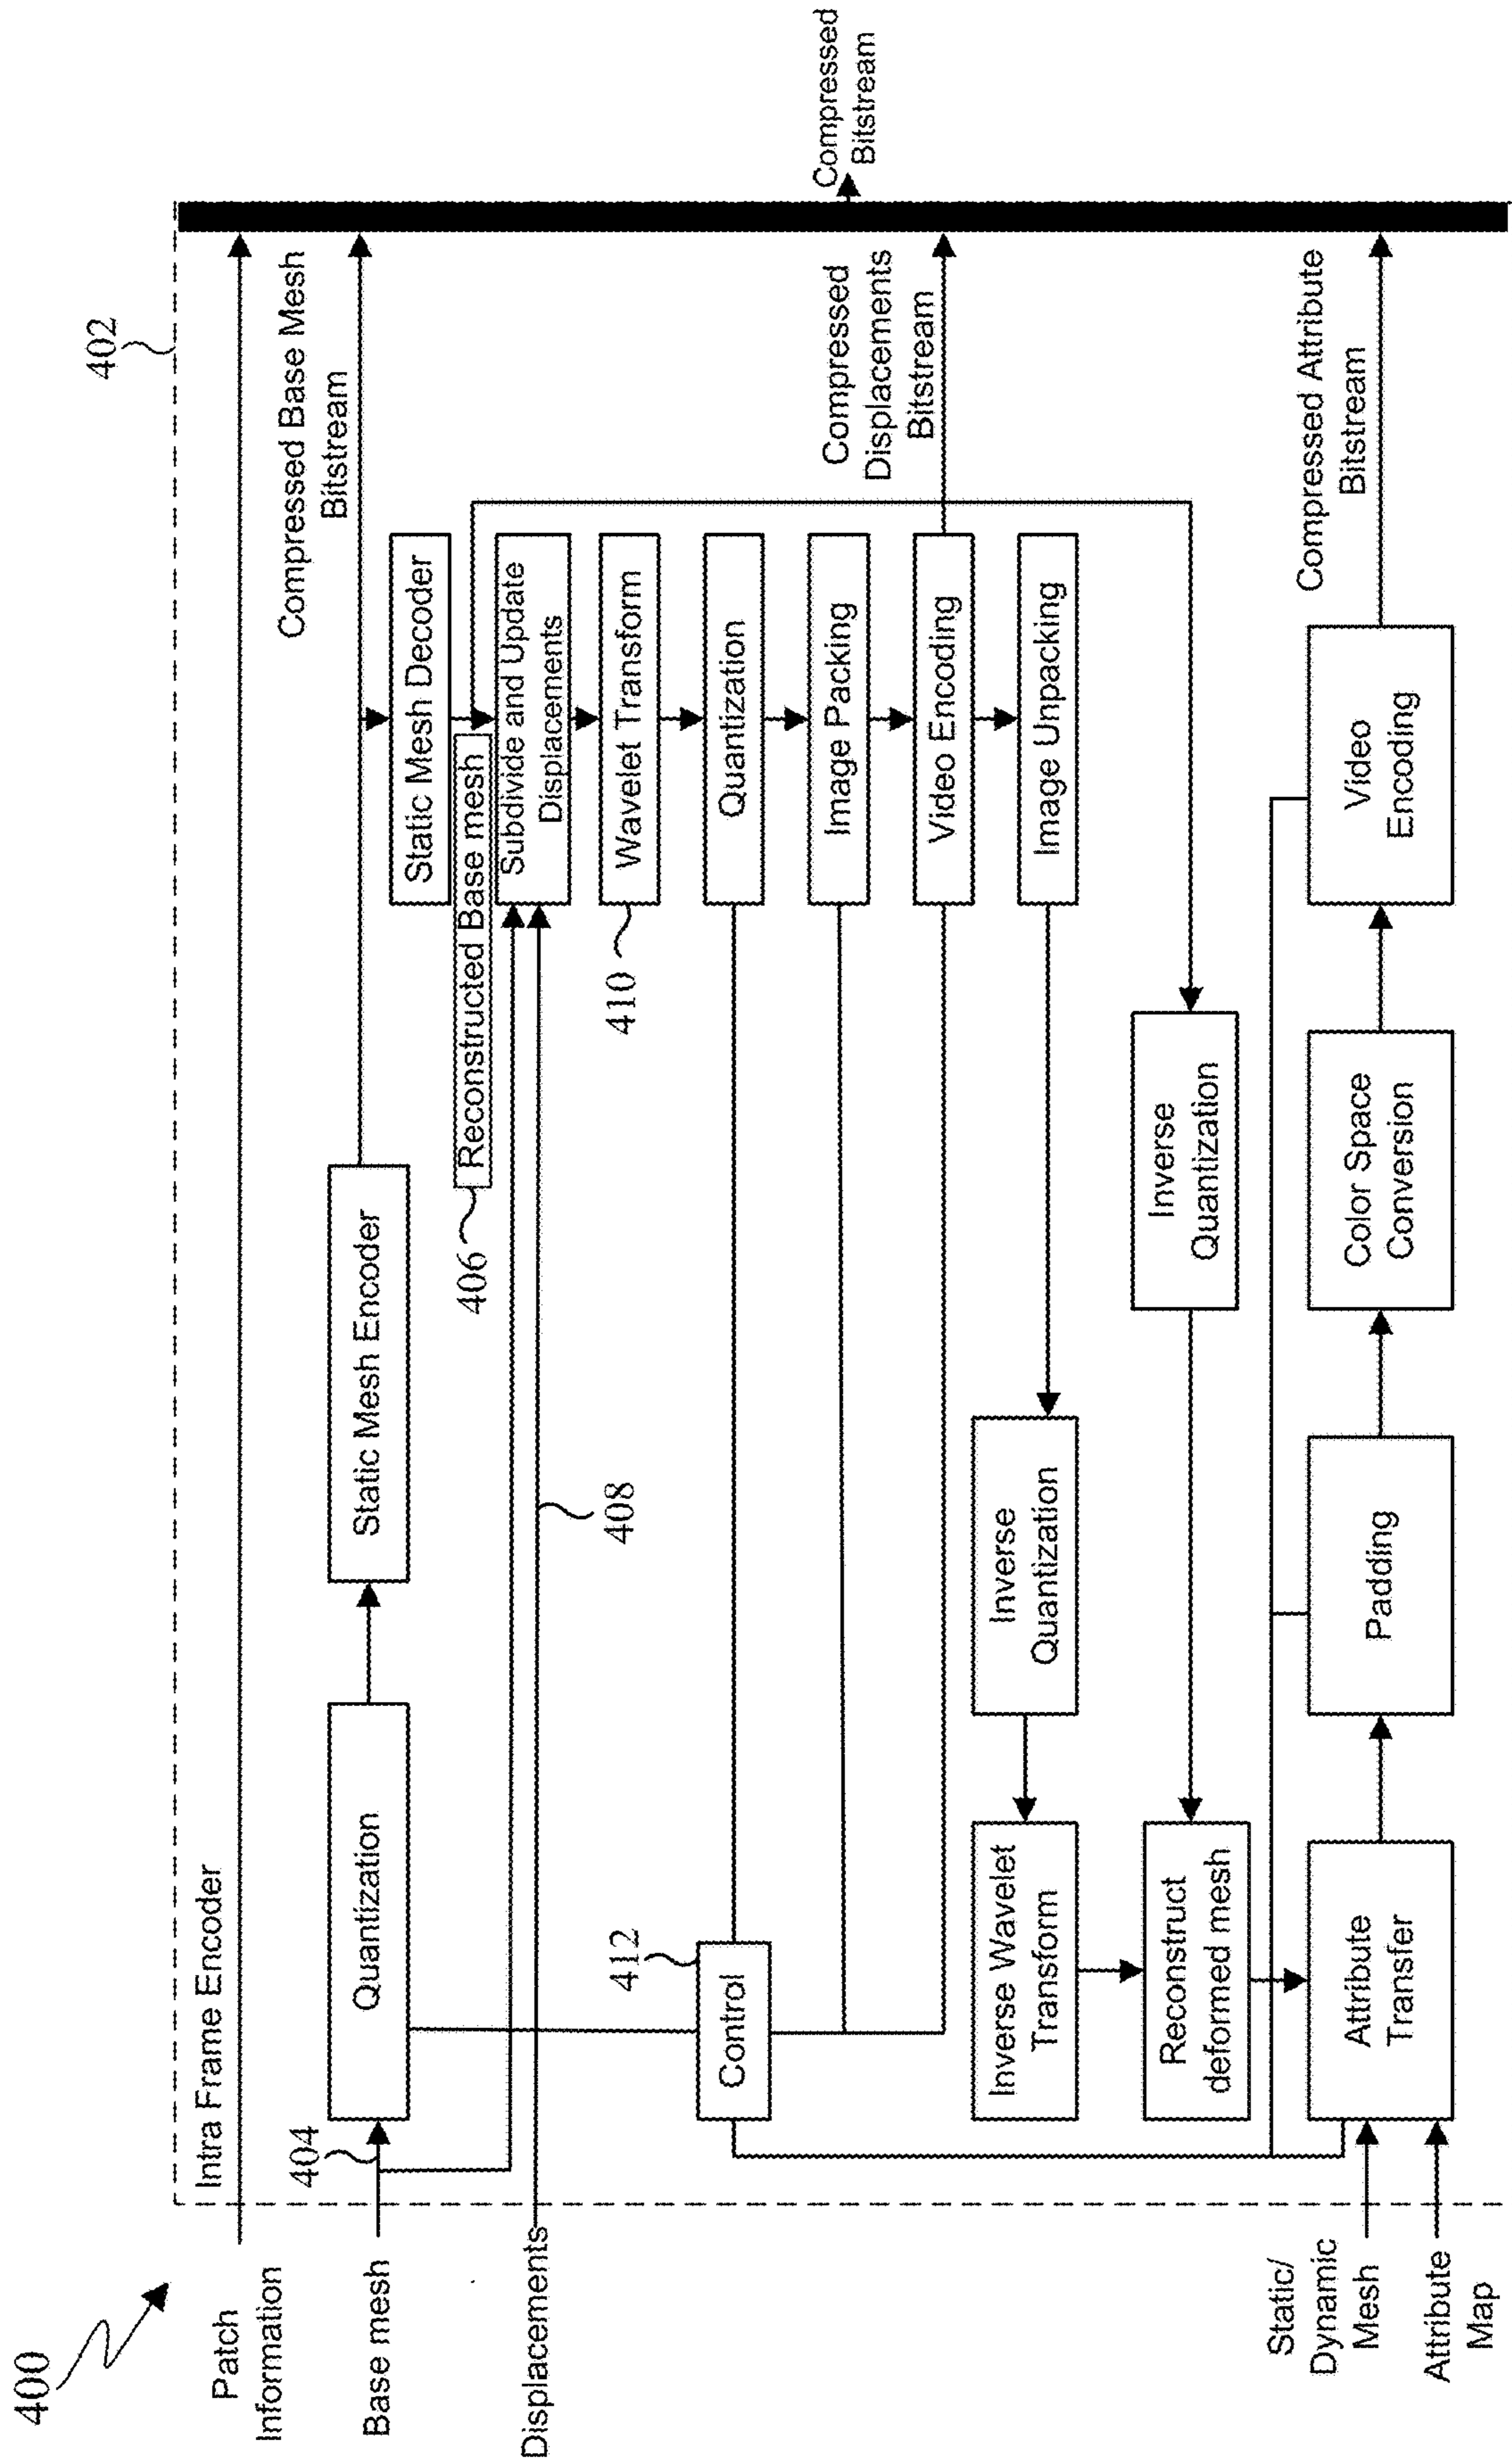 400
402
Intra Frame Encoder
Patch
Information
Base mesh
404
Quantization
Static Mesh Encoder
Compressed Base Mesh
Bitstream
Static Mesh Decoder
406
Reconstructed Base mesh
Displacements
408
Subdivide and Update
Displacements
410
Wavelet Transform
412
Control
Quantization
Image Packing
Video Encoding
Image Unpacking
Compressed
Displacements
Bitstream
Compressed
Bitstream
Inverse Wavelet
Transform
Inverse
Quantization
Reconstruct
deformed mesh
Inverse
Quantization
Static/
Dynamic
Mesh
Attribute
Map
Attribute
Transfer
Padding
Color Space
Conversion
Video
Encoding
Compressed Attribute
Bitstream